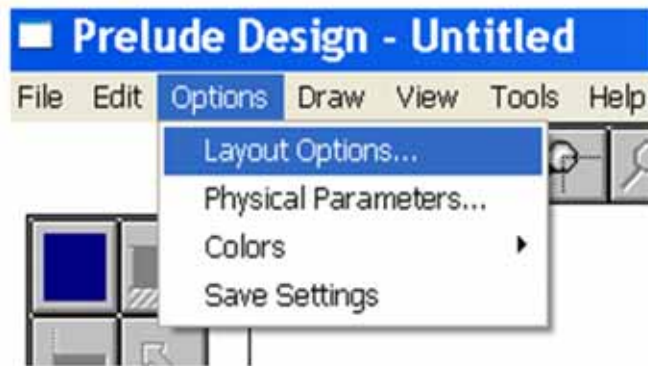 Prelude Design - Untitled
File Edit Options Draw View Tools Help
Layout Options...
Physical Parameters...
Colors
Save Settings